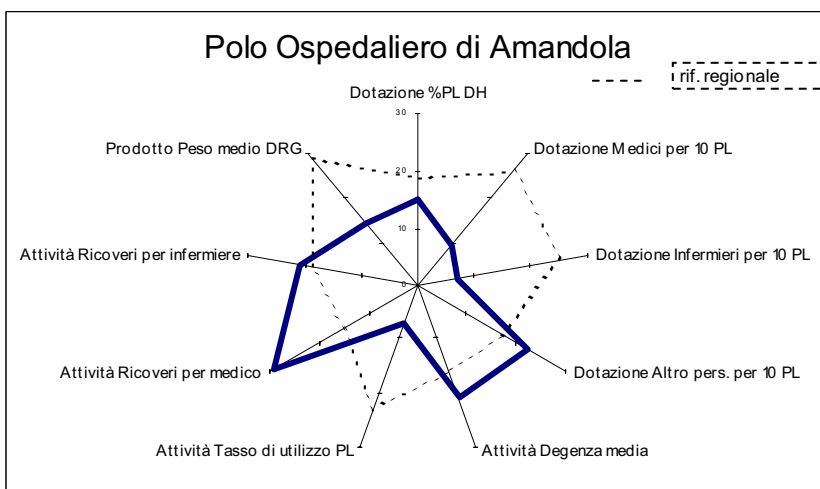 Polo Ospedaliero di Amandola
rif. regionale
Dotazione %PL DH
30
Prodotto Peso medio DRG
Dotazione Medici per 10 PL
20
10
Attività Ricoveri per infermiere
Dotazione Infermieri per 10 PL
0
Attività Ricoveri per medico
Dotazione Altro pers. per 10 PL
Attività Tasso di utilizzo PL
Attività Degenza media